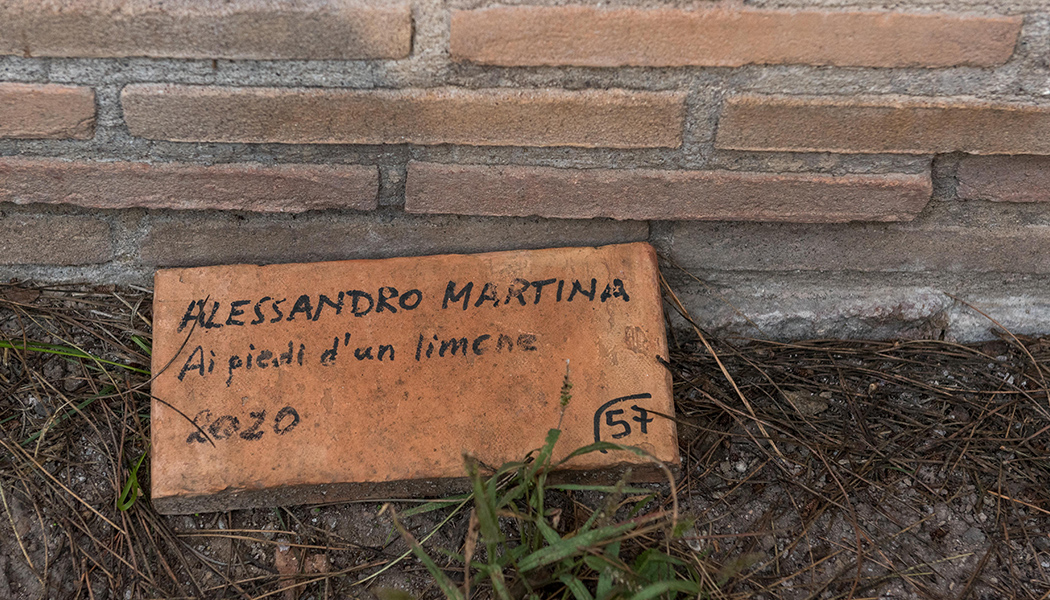 ALESSANDRO MARTINA
Ai piedi d'un limene
2020
57